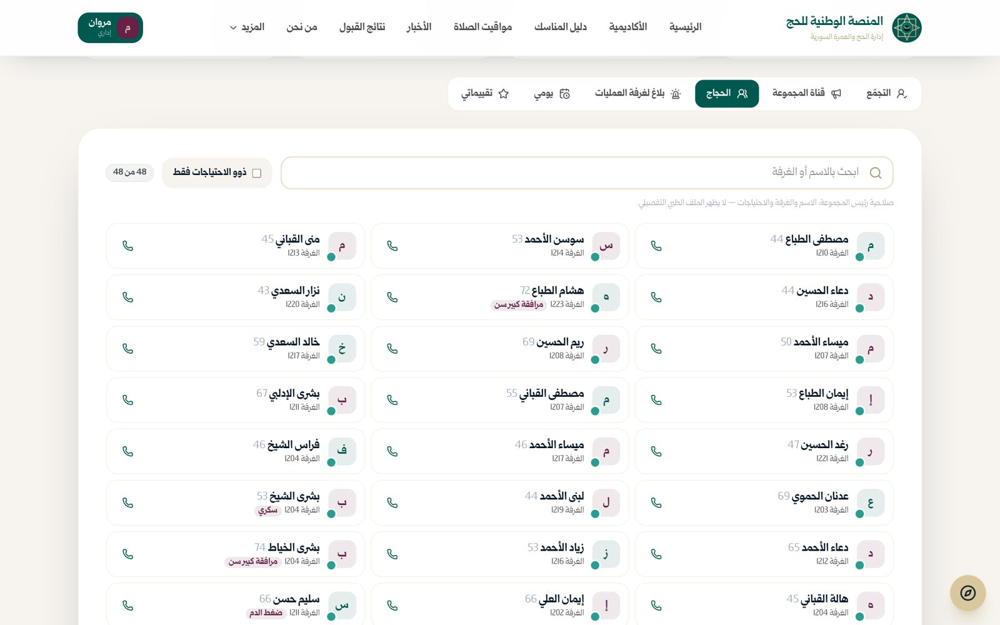 المنصة الوطنية للحج
إدارة الحج والعمرة السورية
الرئيسية
الأكاديمية
دليل المناسك
مواقيت الصلاة
الأخبار
نتائج القبول
من نحن
المزيد
م
مروان
إداري
التجمّع
قناة المجموعة
الحجاج
بلاغ لغرفة العمليات
يومي
تقييماتي
ابحث بالاسم أو الغرفة
ذوو الاحتياجات فقط
48 من 48
صلاحية رئيس المجموعة: الاسم والغرفة والاحتياجات — لا يظهر الملف الطبي التفصيلي.
م
مصطفى الطباع 44
الغرفة 1210
س
سوسن الأحمد 53
الغرفة 1214
م
منى القباني 45
الغرفة 1213
د
دعاء الحسين 44
الغرفة 1216
ه
هشام الطباع 72
الغرفة 1223 مرافقة كبير سن
ن
نزار السعدي 43
الغرفة 1220
م
ميساء الأحمد 50
الغرفة 1207
ر
ريم الحسين 69
الغرفة 1208
خ
خالد السعدي 59
الغرفة 1217
إ
إيمان الطباع 53
الغرفة 1208
م
مصطفى القباني 55
الغرفة 1207
ب
بشرى الإدلبي 67
الغرفة 1211
ر
رغد الحسين 47
الغرفة 1221
م
ميساء الأحمد 46
الغرفة 1217
ف
فراس الشيخ 46
الغرفة 1204
ع
عدنان الحموي 69
الغرفة 1203
ل
لبنى الأحمد 44
الغرفة 1219
ب
بشرى الشيخ 53
الغرفة 1204 سكري
د
دعاء الأحمد 65
الغرفة 1212
ز
زياد الأحمد 53
الغرفة 1216
ب
بشرى الخياط 74
الغرفة 1204 مرافقة كبير سن
ه
هالة القباني 45
الغرفة 1204
إ
إيمان العلي 66
الغرفة 1202
س
سليم حسن 66
الغرفة 1211 ضغط الدم